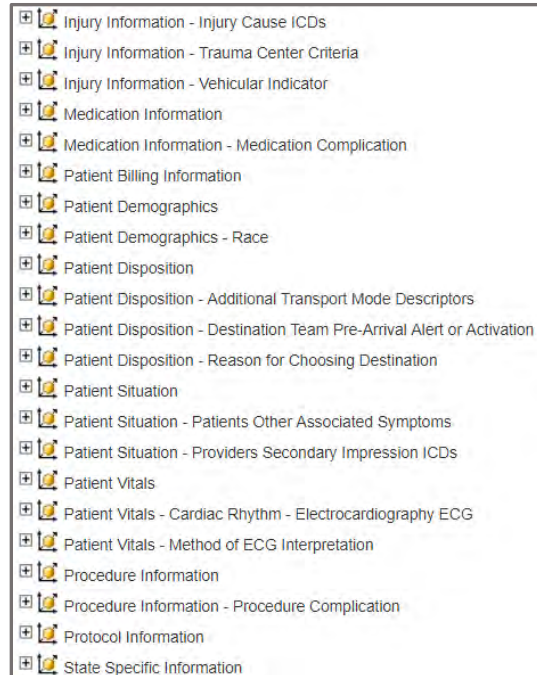 Injury Information - Injury Cause ICDs
Injury Information - Trauma Center Criteria
Injury Information - Vehicular Indicator
Medication Information
Medication Information - Medication Complication
Patient Billing Information
Patient Demographics
Patient Demographics - Race
Patient Disposition
Patient Disposition - Additional Transport Mode Descriptors
Patient Disposition - Destination Team Pre-Arrival Alert or Activation
Patient Disposition - Reason for Choosing Destination
Patient Situation
Patient Situation - Patients Other Associated Symptoms
Patient Situation - Providers Secondary Impression ICDs
Patient Vitals
Patient Vitals - Cardiac Rhythm - Electrocardiography ECG
Patient Vitals - Method of ECG Interpretation
Procedure Information
Procedure Information - Procedure Complication
Protocol Information
State Specific Information